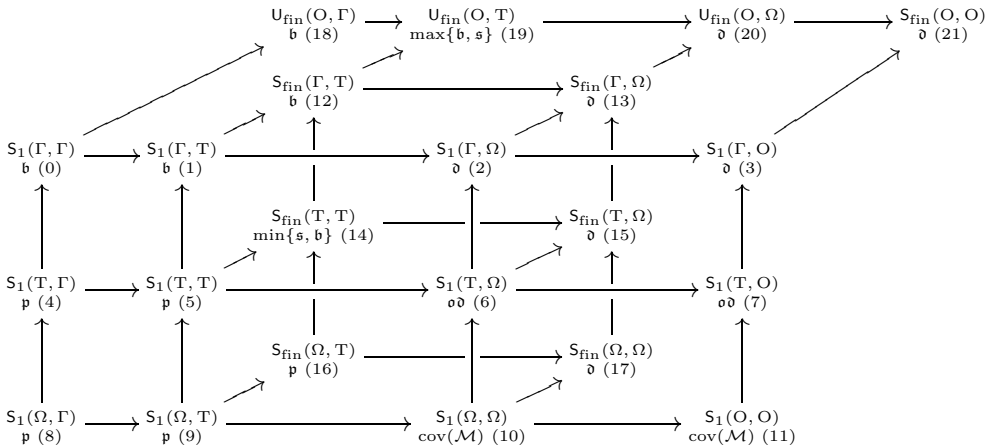 U_fin(O, Γ) U_fin(O, T) U_fin(O, Ω) S_fin(O, O)
𝔟 (18) max{𝔟, 𝔰} (19) 𝔡 (20) 𝔡 (21)
S_fin(Γ, T) S_fin(Γ, Ω)
𝔟 (12) 𝔡 (13)
S_1(Γ, Γ) S_1(Γ, T) S_1(Γ, Ω) S_1(Γ, O)
𝔟 (0) 𝔟 (1) 𝔡 (2) 𝔡 (3)
S_fin(T, T) S_fin(T, Ω)
min{𝔰, 𝔟} (14) 𝔡 (15)
S_1(T, Γ) S_1(T, T) S_1(T, Ω) S_1(T, O)
𝔭 (4) 𝔭 (5) 𝔬𝔡 (6) 𝔬𝔡 (7)
S_fin(Ω, T) S_fin(Ω, Ω)
𝔭 (16) 𝔡 (17)
S_1(Ω, Γ) S_1(Ω, T) S_1(Ω, Ω) S_1(O, O)
𝔭 (8) 𝔭 (9) cov(ℳ) (10) cov(ℳ) (11)